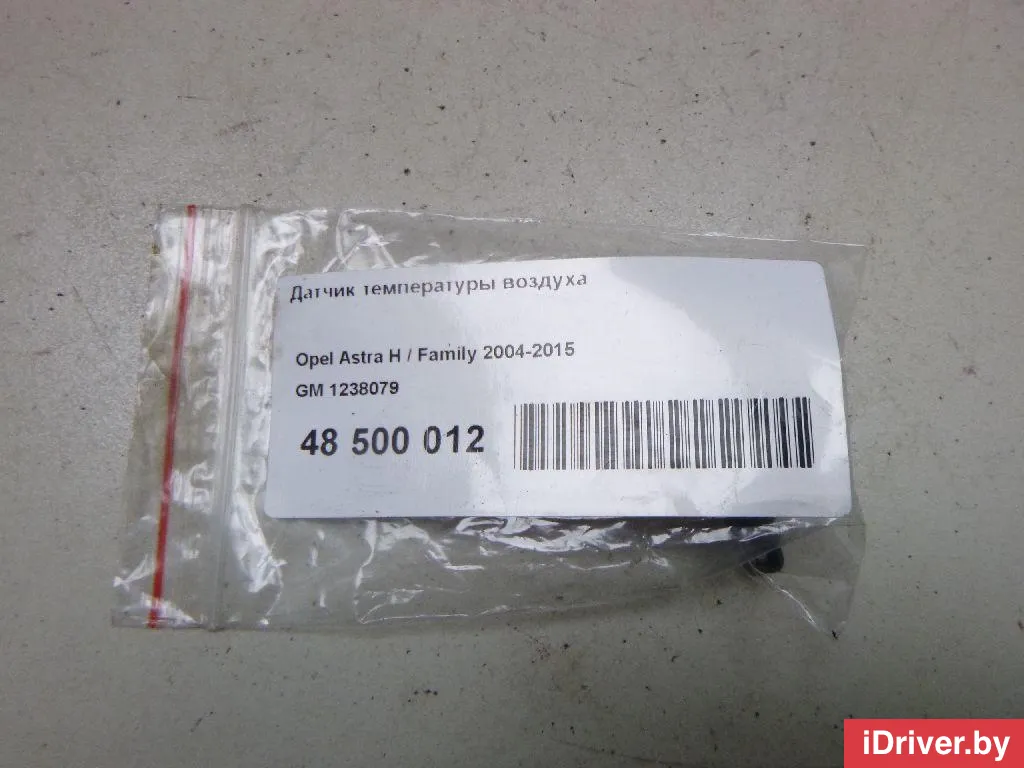 Датчик температуры воздуха
Opel Astra H / Family 2004-2015
GM 1238079
48 500 012
iDriver.by